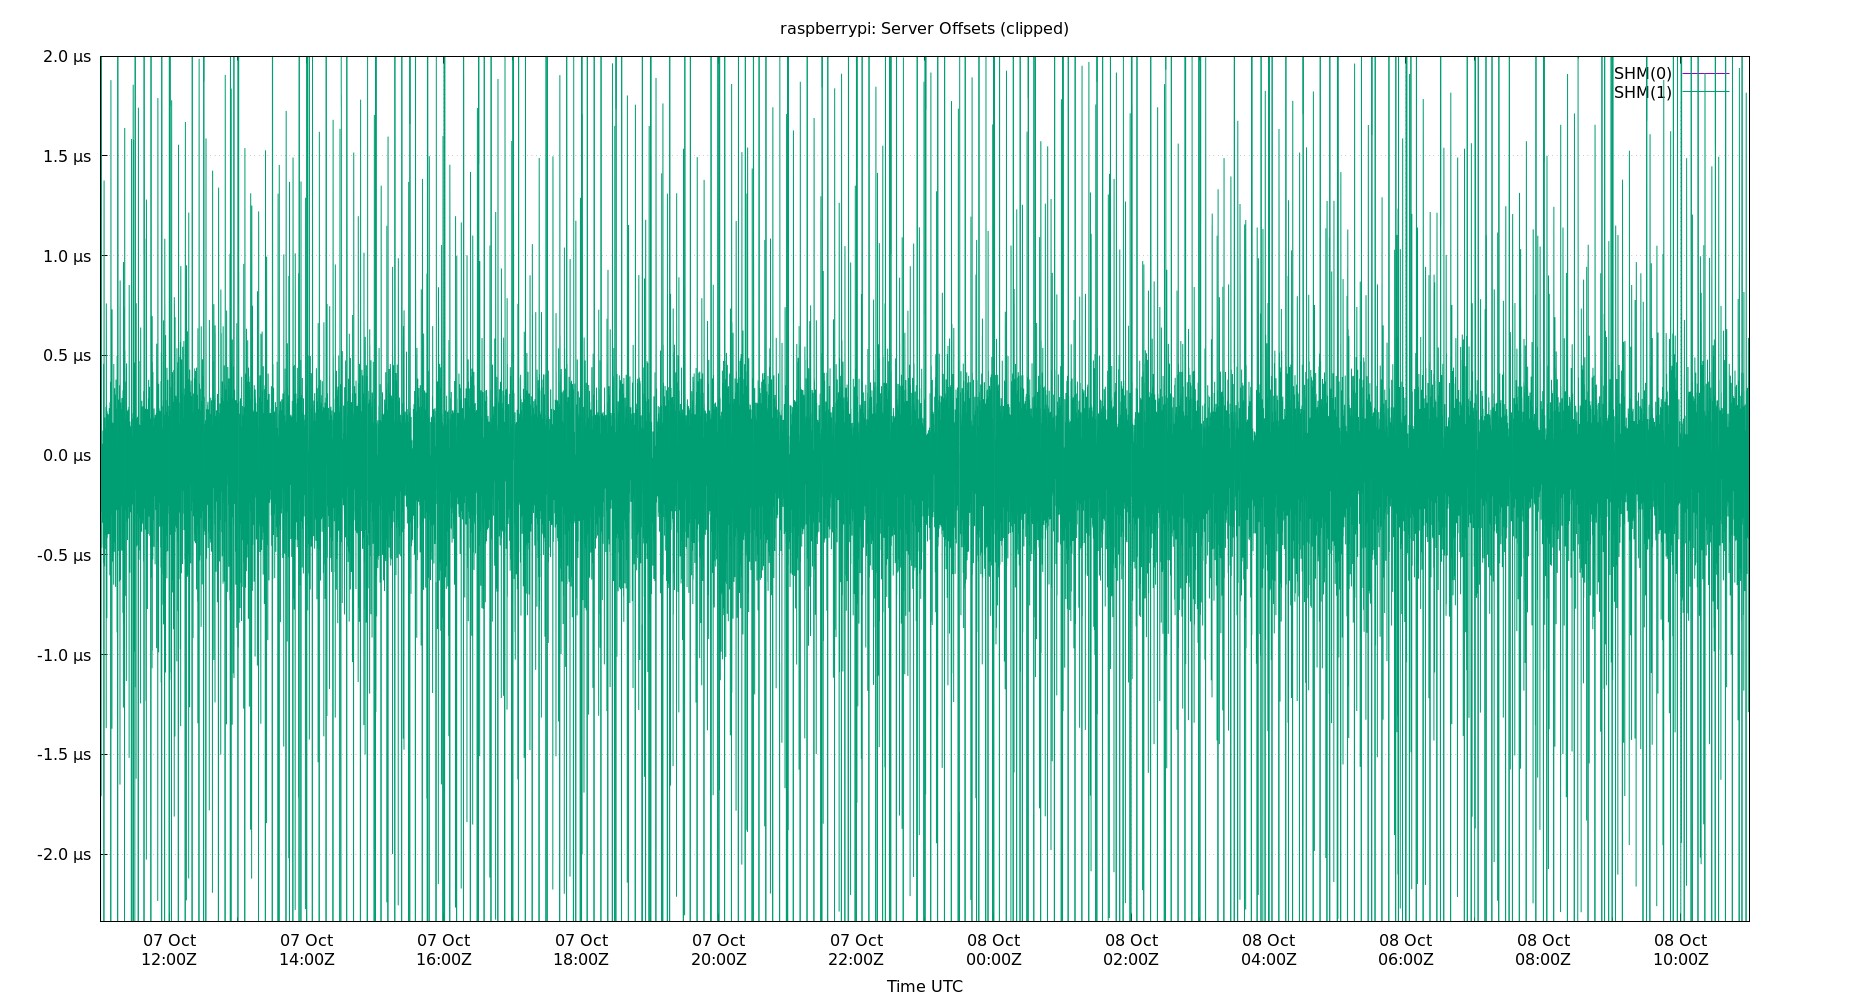 raspberrypi: Server Offsets (clipped)
2.0 µs
1.5 µs
1.0 µs
0.5 µs
0.0 µs
-0.5 µs
-1.0 µs
-1.5 µs
-2.0 µs
SHM(0)
SHM(1)
07 Oct 07 Oct 07 Oct 07 Oct 07 Oct 07 Oct 08 Oct 08 Oct 08 Oct 08 Oct 08 Oct 08 Oct
12:00Z 14:00Z 16:00Z 18:00Z 20:00Z 22:00Z 00:00Z 02:00Z 04:00Z 06:00Z 08:00Z 10:00Z
Time UTC